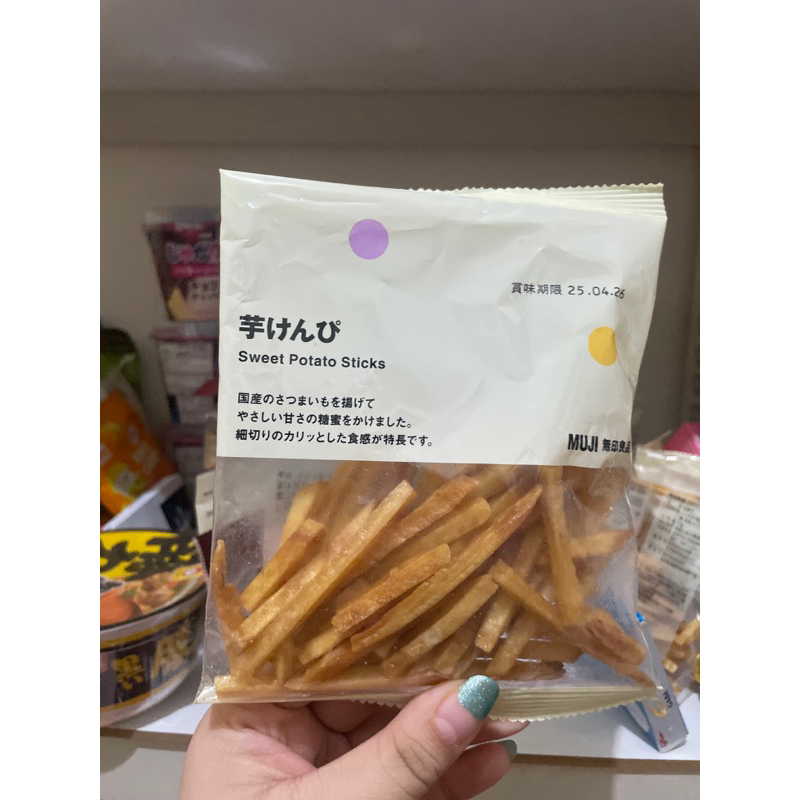 賞味期限 25.04.26
芋けんぴ
Sweet Potato Sticks
国産のさつまいもを揚げて
やさしい甘さの糖蜜をかけました。
細切りのカリッとした食感が特長です。
MUJI 無印良品